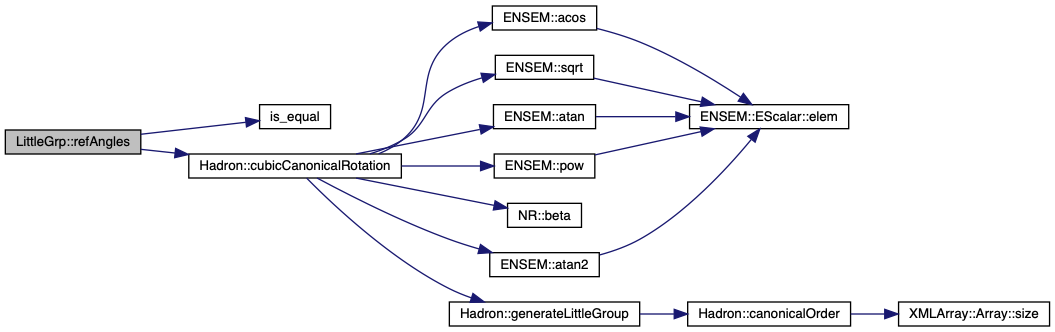 LittleGrp::refAngles
is_equal
Hadron::cubicCanonicalRotation
ENSEM::acos
ENSEM::sqrt
ENSEM::atan
ENSEM::pow
NR::beta
ENSEM::atan2
Hadron::generateLittleGroup
ENSEM::EScalar::elem
Hadron::canonicalOrder
XMLArray::Array::size